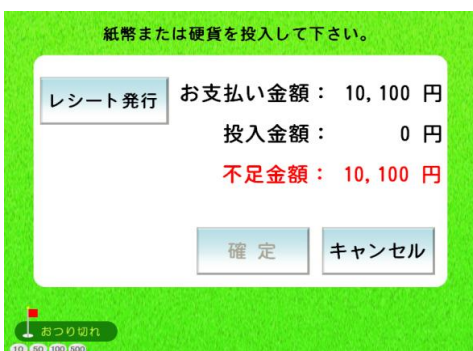 紙幣または硬貨を投入して下さい。
レシート発行
お支払い金額： 10,100 円
投入金額： 0 円
不足金額： 10,100 円
確定 キャンセル
おつり切れ
10 50 100 500